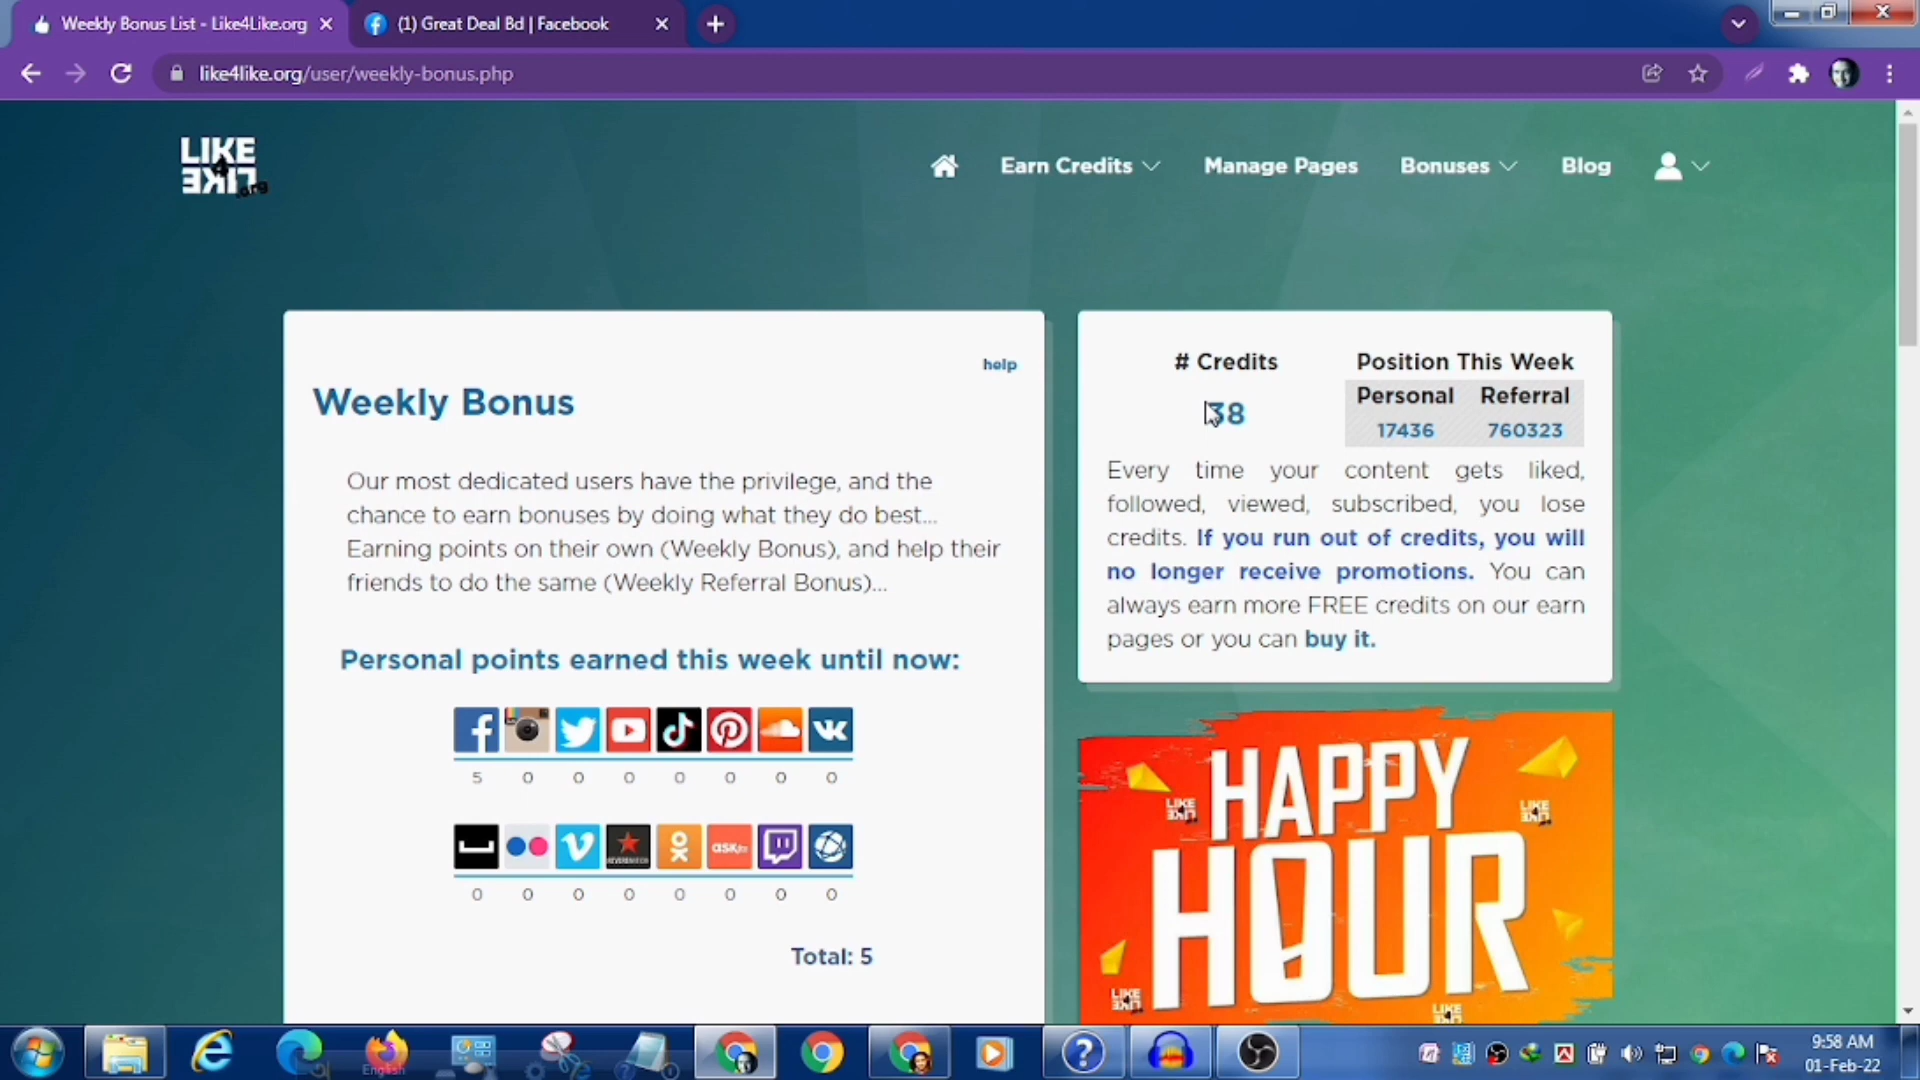 Weekly Bonus List - Like4Like.org
(1) Great Deal Bd | Facebook
like4like.org/user/weekly-bonus.php
LIKE
4
LIKE
.org
Earn Credits
Manage Pages
Bonuses
Blog
help
Weekly Bonus
Our most dedicated users have the privilege, and the
chance to earn bonuses by doing what they do best...
Earning points on their own (Weekly Bonus), and help their
friends to do the same (Weekly Referral Bonus)...
Personal points earned this week until now:
5 0 0 0 0 0 0 0
0 0 0 0 0 0 0 0
Total: 5
# Credits
38
Position This Week
Personal Referral
17436 760323
Every time your content gets liked,
followed, viewed, subscribed, you lose
credits. If you run out of credits, you will
no longer receive promotions. You can
always earn more FREE credits on our earn
pages or you can buy it.
HAPPY
HOUR
English
9:58 AM
01-Feb-22